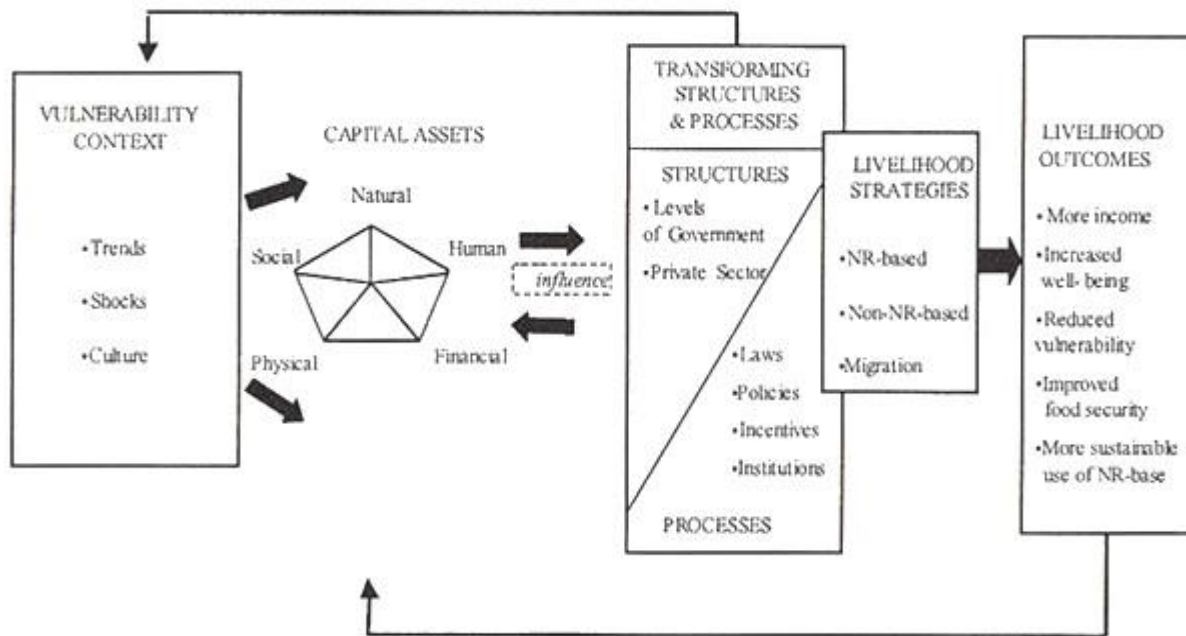 VULNERABILITY
CONTEXT
•Trends
•Shocks
•Culture
CAPITAL ASSETS
Natural
Social
Human
Physical
Financial
influence
TRANSFORMING
STRUCTURES
& PROCESSES
STRUCTURES
•Levels
of Government
•Private Sector
•Laws
•Policies
•Incentives
•Institutions
PROCESSES
LIVELIHOOD
STRATEGIES
•NR-based
•Non-NR-based
•Migration
LIVELIHOOD
OUTCOMES
•More income
•Increased
well-being
•Reduced
vulnerability
•Improved
food security
•More sustainable
use of NR-base